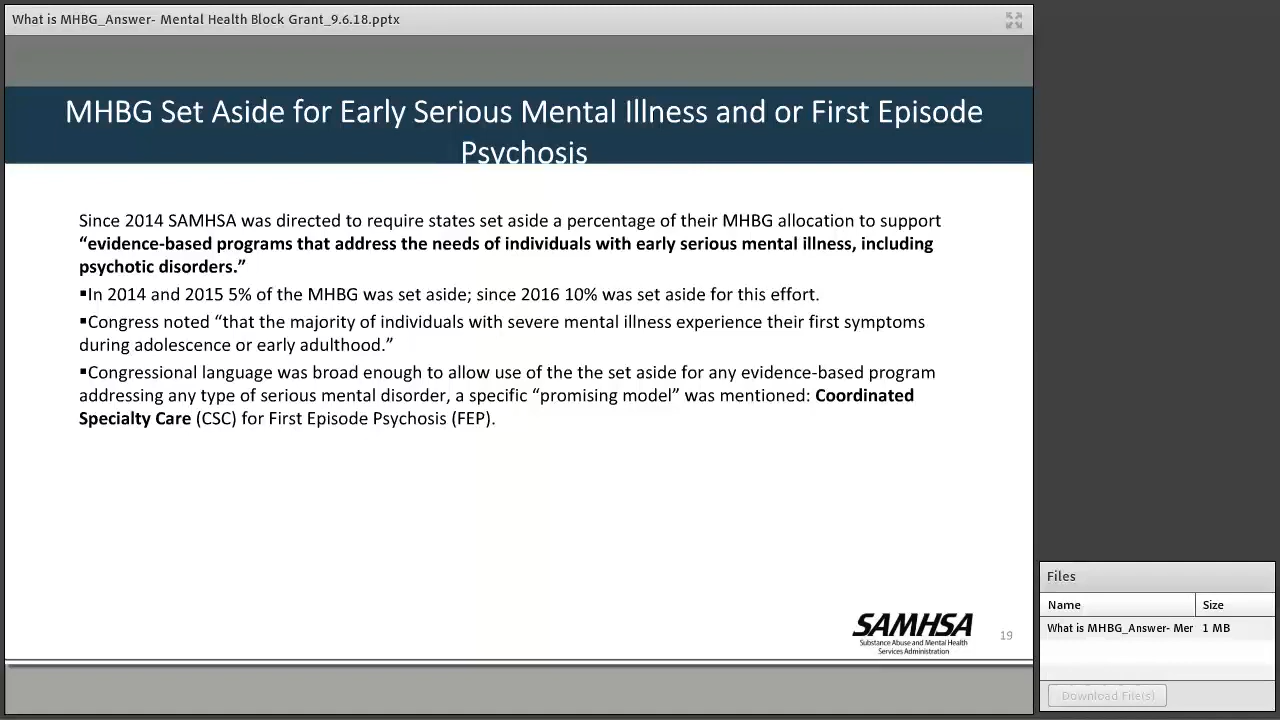 What is MHBG_Answer- Mental Health Block Grant_9.6.18.pptx
MHBG Set Aside for Early Serious Mental Illness and or First Episode
Psychosis
Since 2014 SAMHSA was directed to require states set aside a percentage of their MHBG allocation to support
“evidence-based programs that address the needs of individuals with early serious mental illness, including
psychotic disorders.”
▪In 2014 and 2015 5% of the MHBG was set aside; since 2016 10% was set aside for this effort.
▪Congress noted “that the majority of individuals with severe mental illness experience their first symptoms
during adolescence or early adulthood.”
▪Congressional language was broad enough to allow use of the the set aside for any evidence-based program
addressing any type of serious mental disorder, a specific “promising model” was mentioned: Coordinated
Specialty Care (CSC) for First Episode Psychosis (FEP).
SAMHSA
Substance Abuse and Mental Health
Services Administration
19
Files
Name Size
What is MHBG_Answer- Mer 1 MB
Download File(s)